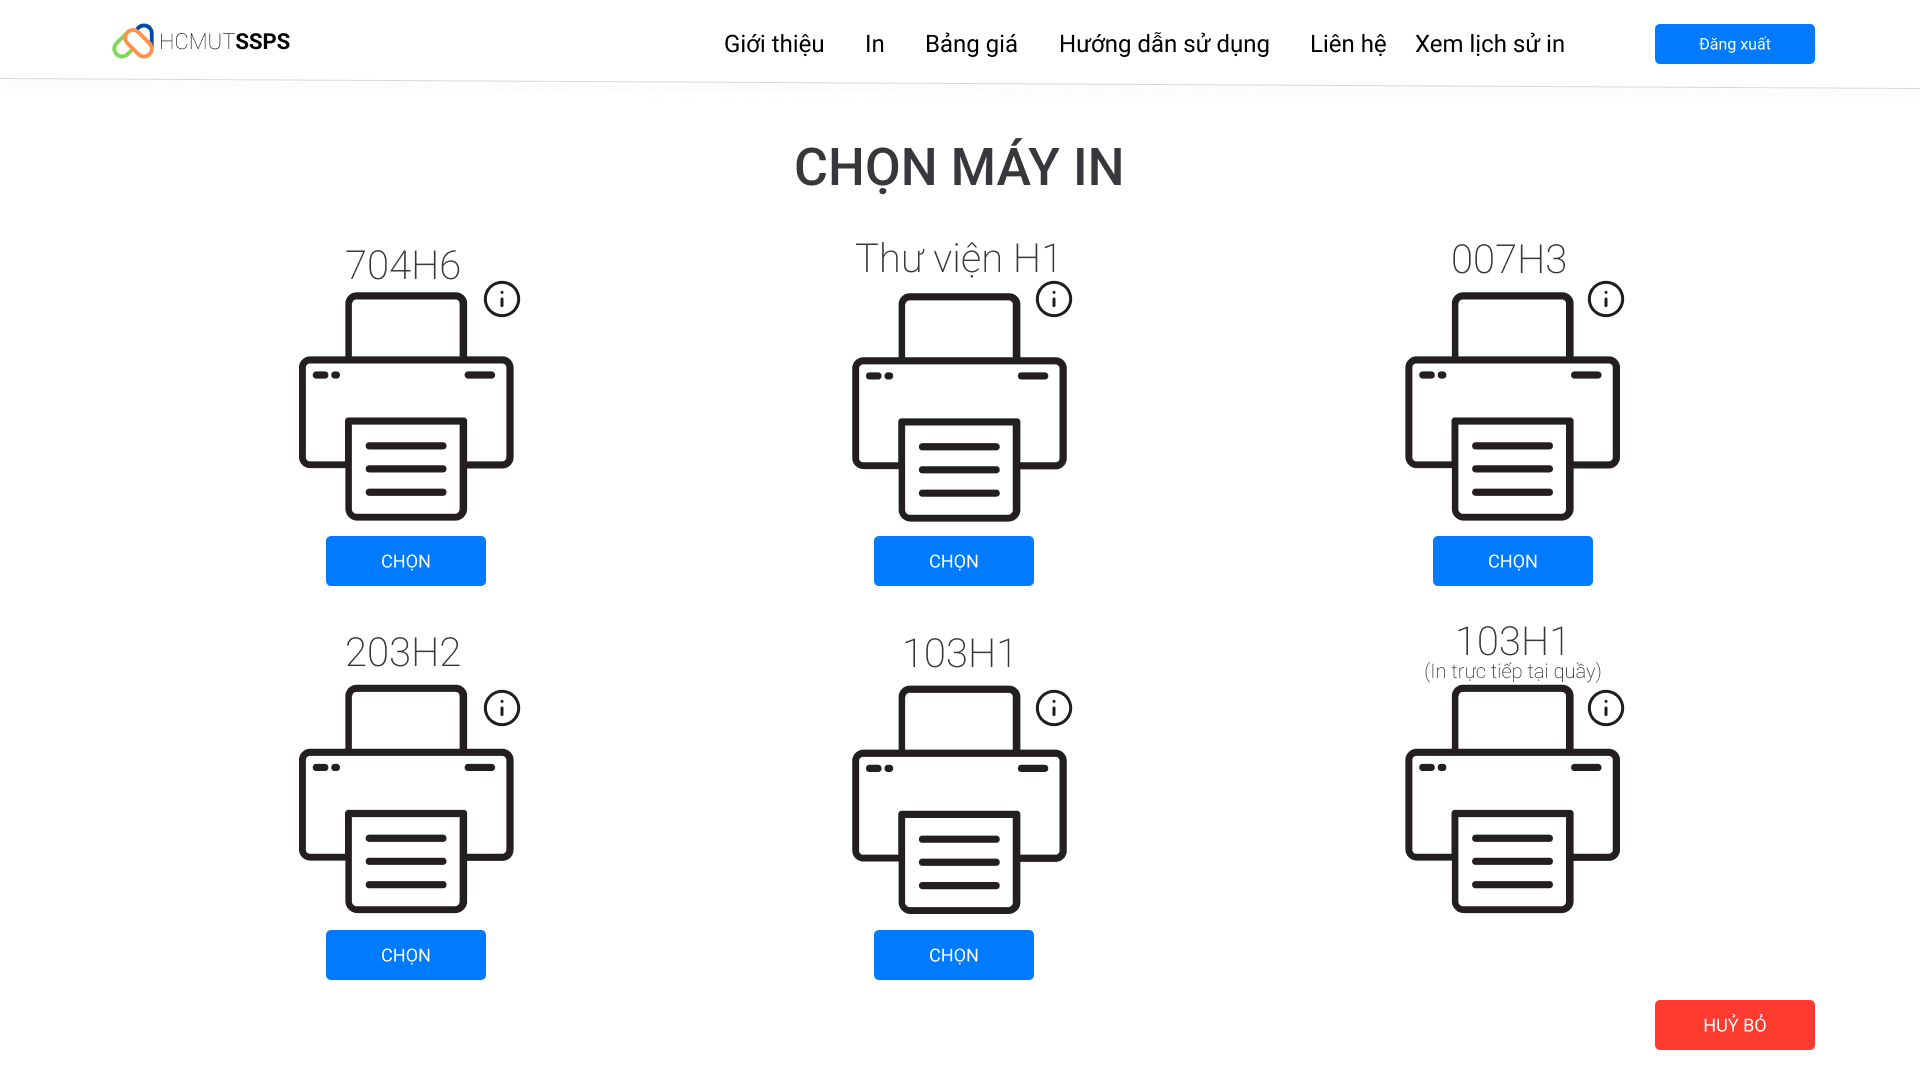 HCMUTSSPS
Giới thiệu
In
Bảng giá
Hướng dẫn sử dụng
Liên hệ
Xem lịch sử in
Đăng xuất
CHỌN MÁY IN
704H6
Thư viện H1
007H3
CHỌN
CHỌN
CHỌN
203H2
103H1
103H1
(In trực tiếp tại quầy)
CHỌN
CHỌN
HUỶ BỎ